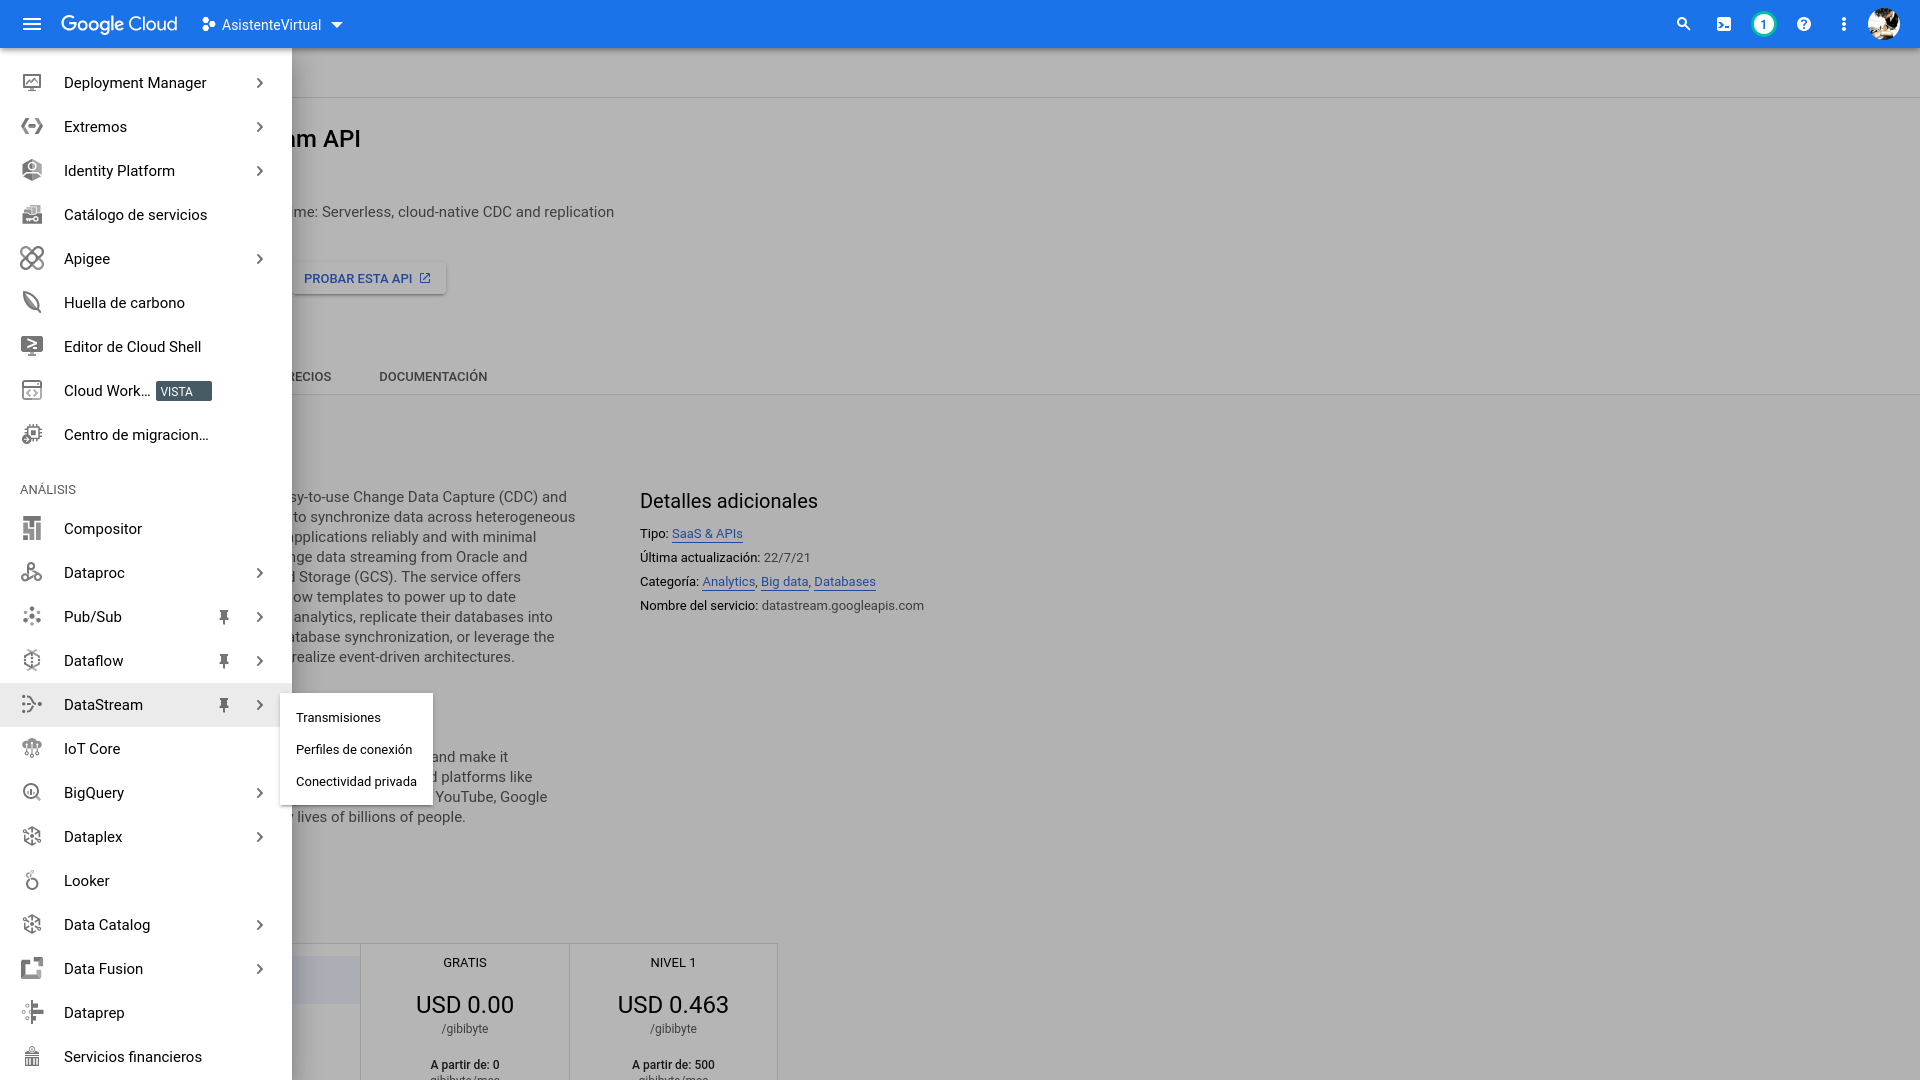 Google Cloud
AsistenteVirtual
1
Deployment Manager
Extremos
Identity Platform
Catálogo de servicios
Apigee
Huella de carbono
Editor de Cloud Shell
Cloud Work... VISTA
Centro de migracion...
ANÁLISIS
Compositor
Dataproc
Pub/Sub
Dataflow
DataStream
IoT Core
BigQuery
Dataplex
Looker
Data Catalog
Data Fusion
Dataprep
Servicios financieros
Transmisiones
Perfiles de conexión
Conectividad privada
am API
me: Serverless, cloud-native CDC and replication
PROBAR ESTA API
RECIOS
DOCUMENTACIÓN
sy-to-use Change Data Capture (CDC) and
to synchronize data across heterogeneous
applications reliably and with minimal
nge data streaming from Oracle and
d Storage (GCS). The service offers
ow templates to power up to date
analytics, replicate their databases into
atabase synchronization, or leverage the
realize event-driven architectures.
and make it
d platforms like
YouTube, Google
lives of billions of people.
Detalles adicionales
Tipo: SaaS & APIs
Última actualización: 22/7/21
Categoría: Analytics, Big data, Databases
Nombre del servicio: datastream.googleapis.com
GRATIS
USD 0.00
/gibibyte
A partir de: 0
gibibyte/mes
NIVEL 1
USD 0.463
/gibibyte
A partir de: 500
gibibyte/mes